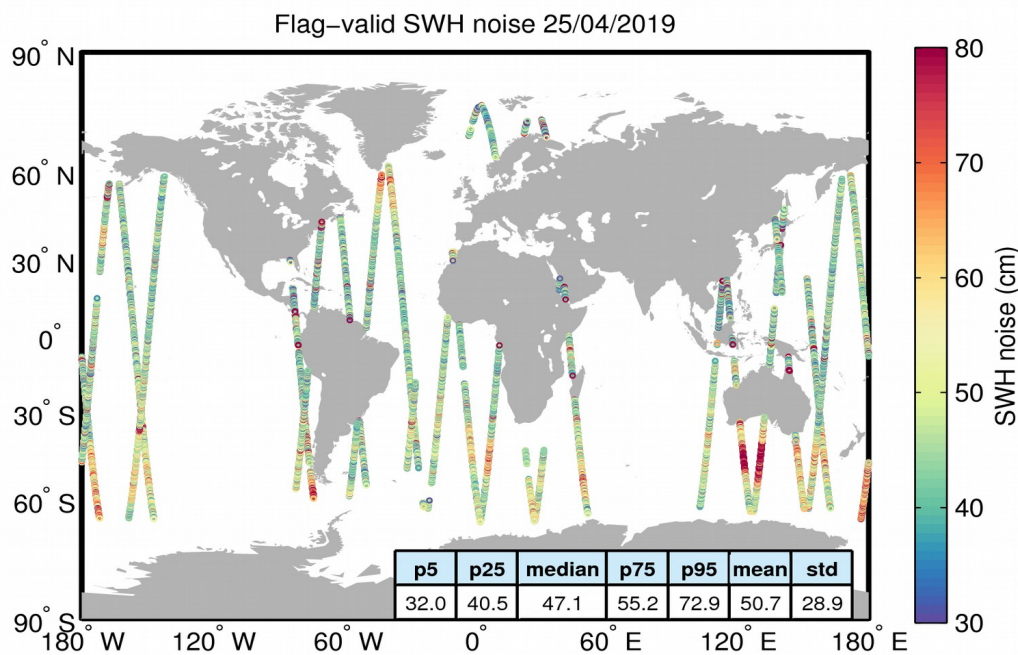 Flag−valid SWH noise 25/04/2019
90° N
60° N
30° N
0°
30° S
60° S
90° S
180° W
120° W
60° W
0°
60° E
120° E
180° E
80
70
60
50
40
30
SWH noise (cm)
p5 p25 median p75 p95 mean std
32.0 40.5 47.1 55.2 72.9 50.7 28.9